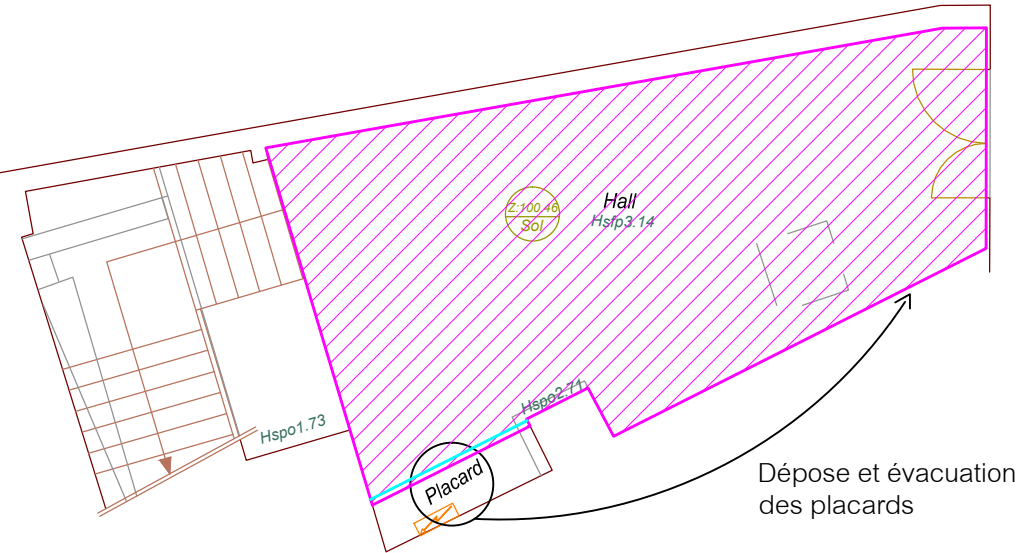 Hall
Z:100.46
Sol
Hsfp3.14
Hspo2.71
Hspo1.73
Placard
Dépose et évacuation
des placards